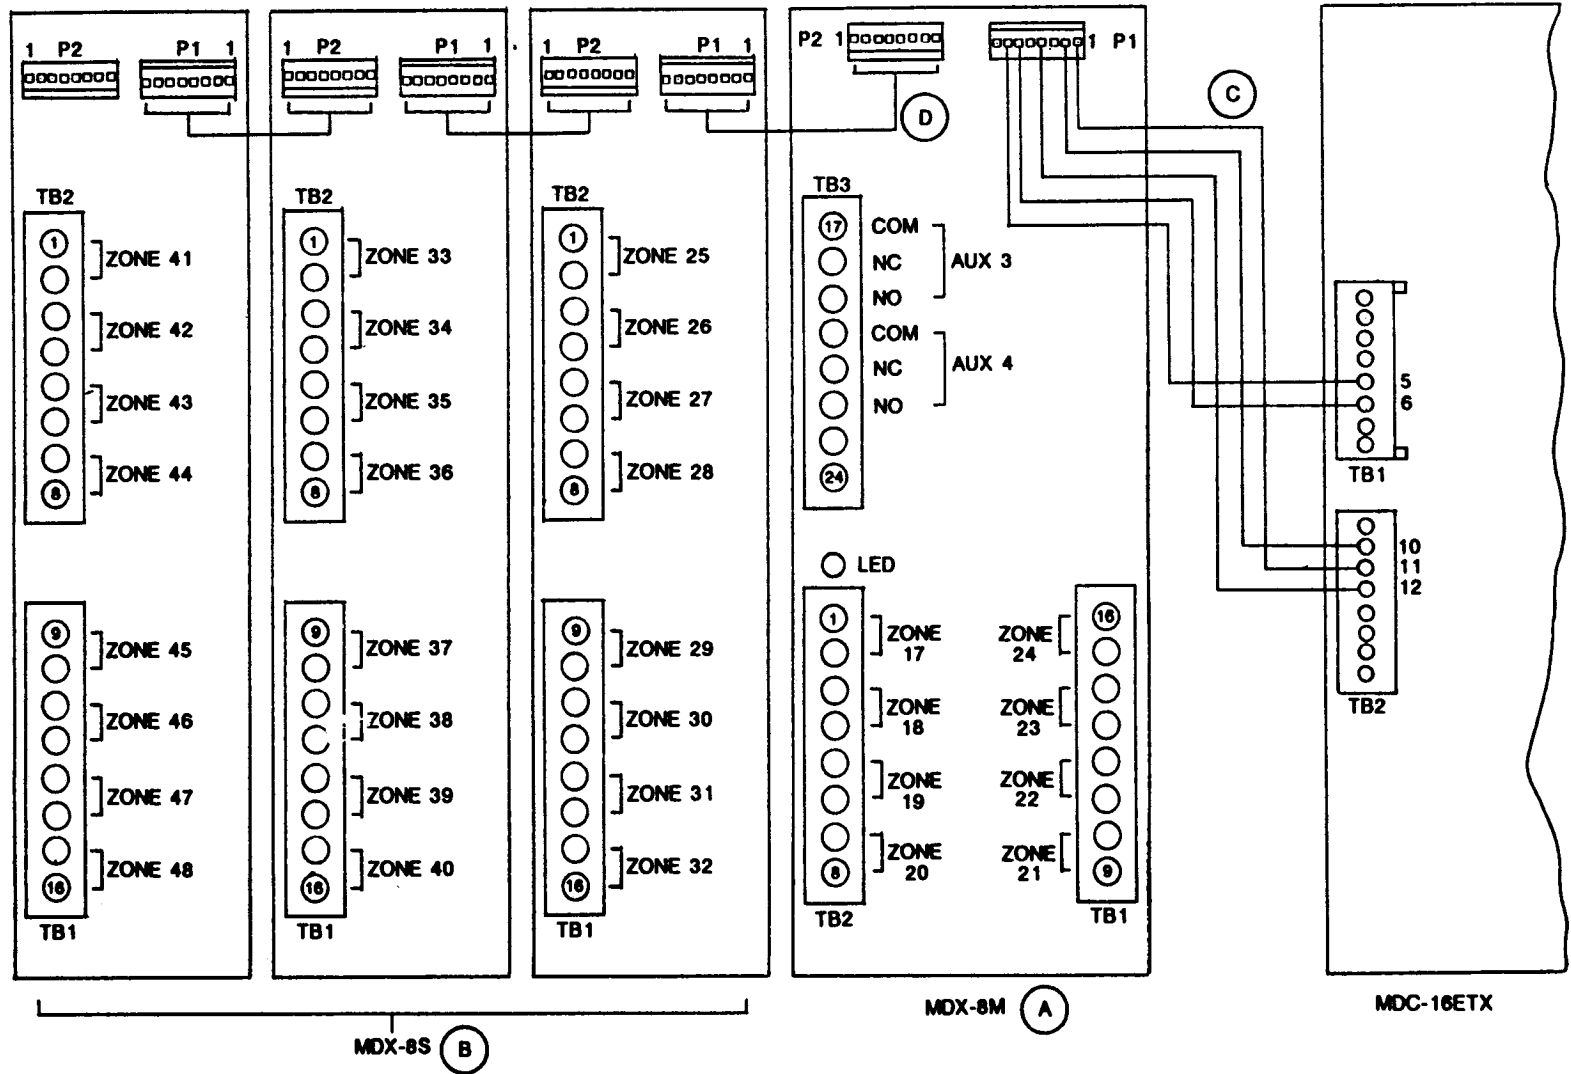 1 P2 P1 1
1 P2 P1 1
1 P2 P1 1
P2 1 1 P1
C
D
TB2
1
ZONE 41
ZONE 42
ZONE 43
ZONE 44
8
9
ZONE 45
ZONE 46
ZONE 47
ZONE 48
16
TB1
TB2
1
ZONE 33
ZONE 34
ZONE 35
ZONE 36
8
9
ZONE 37
ZONE 38
ZONE 39
ZONE 40
16
TB1
TB2
1
ZONE 25
ZONE 26
ZONE 27
ZONE 28
8
9
ZONE 29
ZONE 30
ZONE 31
ZONE 32
16
TB1
TB3
17 COM
NC AUX 3
NO
COM
NC AUX 4
NO
24
LED
1
ZONE
17
ZONE
18
ZONE
19
ZONE
20
8
TB2
16
ZONE
24
ZONE
23
ZONE
22
ZONE
21
9
TB1
5
6
TB1
10
11
12
TB2
MDX-8S B
MDX-8M A
MDC-16ETX